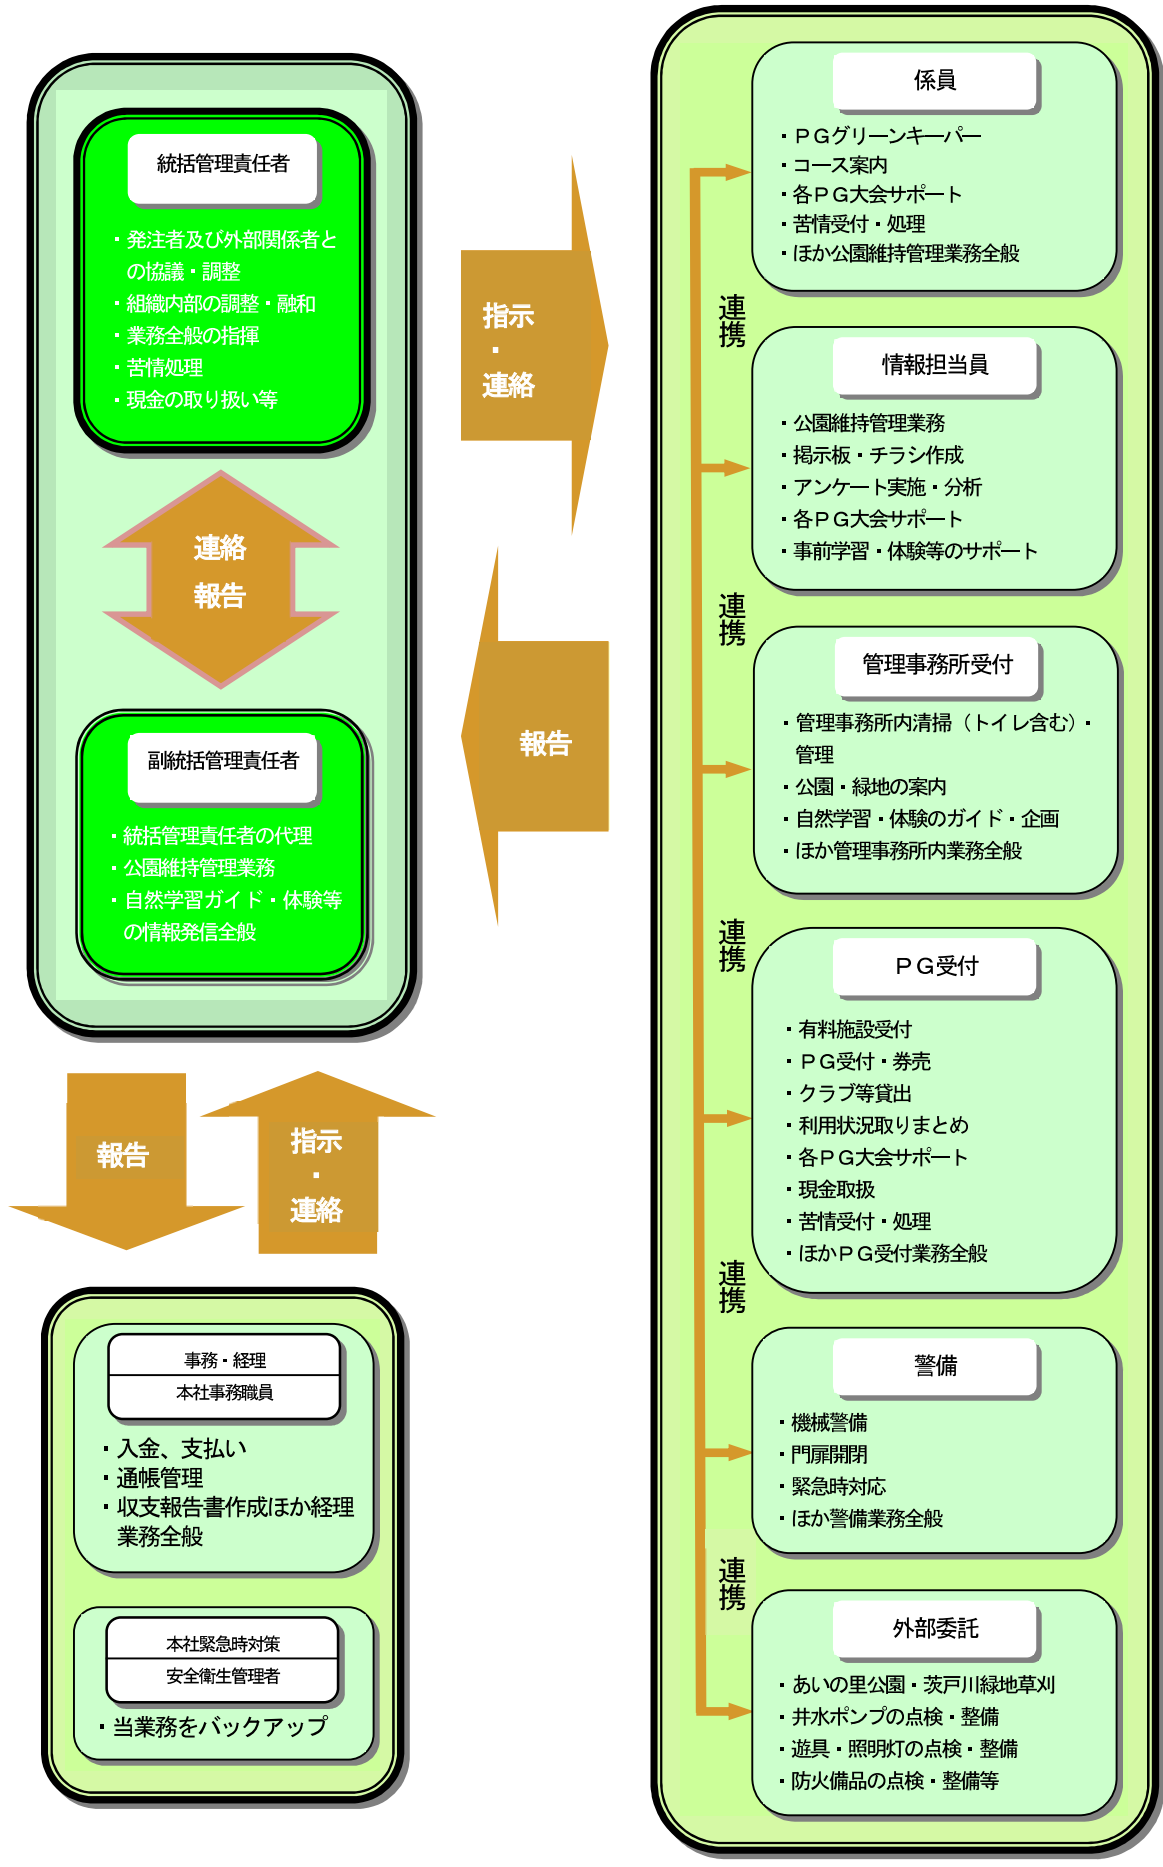 統括管理責任者
・発注者及び外部関係者と
の協議・調整
・組織内部の調整・融和
・業務全般の指揮
・苦情処理
・現金の取り扱い等
連絡
報告
副統括管理責任者
・統括管理責任者の代理
・公園維持管理業務
・自然学習ガイド・体験等
の情報発信全般
指示
・
連絡
報告
報告
指示
・
連絡
事務・経理
本社事務職員
・入金、支払い
・通帳管理
・収支報告書作成ほか経理
業務全般
本社緊急時対策
安全衛生管理者
・当業務をバックアップ
係員
・ＰＧグリーンキーパー
・コース案内
・各ＰＧ大会サポート
・苦情受付・処理
・ほか公園維持管理業務全般
連携
情報担当員
・公園維持管理業務
・掲示板・チラシ作成
・アンケート実施・分析
・各ＰＧ大会サポート
・事前学習・体験等のサポート
連携
管理事務所受付
・管理事務所内清掃（トイレ含む）・
管理
・公園・緑地の案内
・自然学習・体験のガイド・企画
・ほか管理事務所内業務全般
連携
ＰＧ受付
・有料施設受付
・ＰＧ受付・券売
・クラブ等貸出
・利用状況取りまとめ
・各ＰＧ大会サポート
・現金取扱
・苦情受付・処理
・ほかＰＧ受付業務全般
連携
警備
・機械警備
・門扉開閉
・緊急時対応
・ほか警備業務全般
連携
外部委託
・あいの里公園・茨戸川緑地草刈
・井水ポンプの点検・整備
・遊具・照明灯の点検・整備
・防火備品の点検・整備等